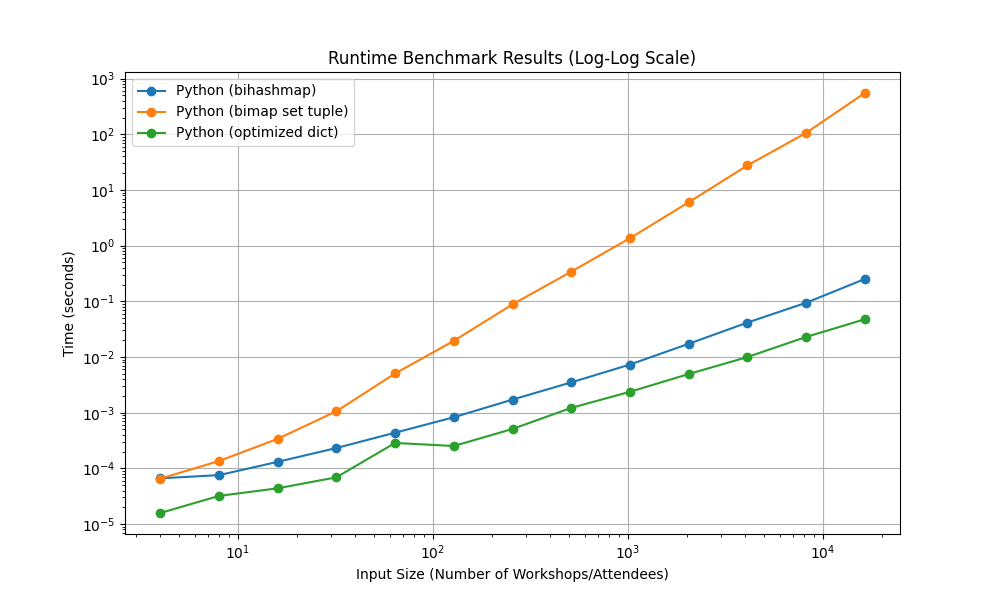 Runtime Benchmark Results (Log-Log Scale)
Python (bihashmap)
Python (bimap set tuple)
Python (optimized dict)
Time (seconds)
10³
10²
10¹
10⁰
10⁻¹
10⁻²
10⁻³
10⁻⁴
10⁻⁵
10¹ 10² 10³ 10⁴
Input Size (Number of Workshops/Attendees)